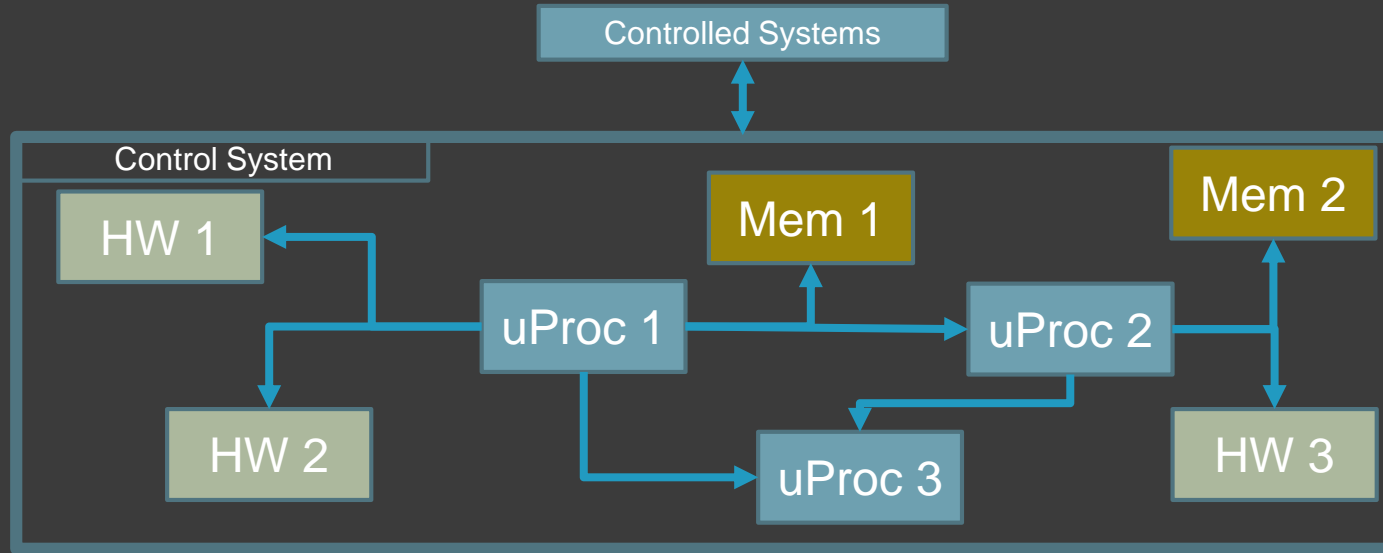 Controlled Systems
Control System
HW 1
Mem 1
Mem 2
uProc 1
uProc 2
HW 2
uProc 3
HW 3